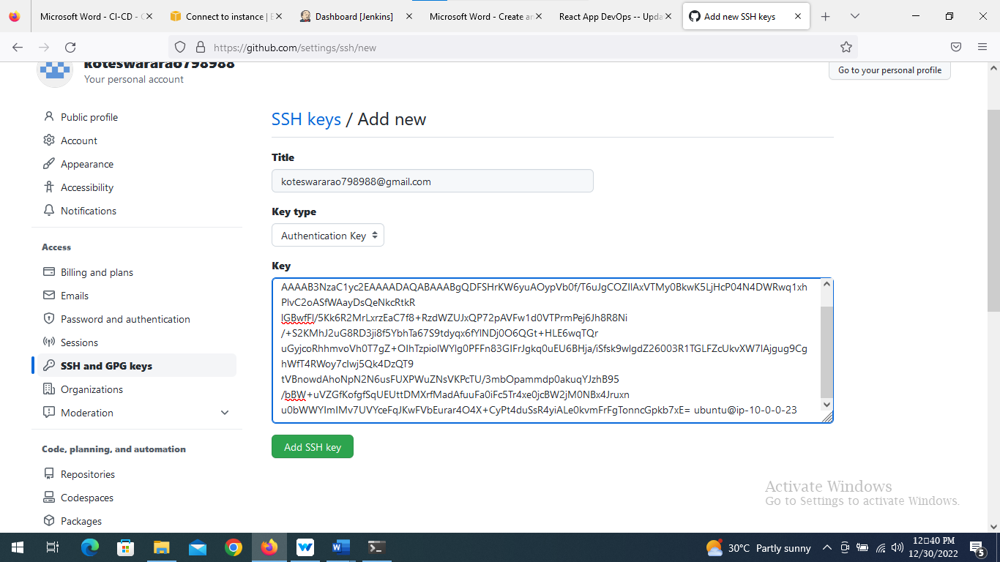 Microsoft Word - CI-CD - C
Connect to instance | E
Dashboard [Jenkins]
Microsoft Word - Create an
React App DevOps -- Upda
Add new SSH keys
https://github.com/settings/ssh/new
koteswararao798988
Your personal account
Go to your personal profile
Public profile
Account
Appearance
Accessibility
Notifications
Access
Billing and plans
Emails
Password and authentication
Sessions
SSH and GPG keys
Organizations
Moderation
Code, planning, and automation
Repositories
Codespaces
Packages
SSH keys / Add new
Title
koteswararao798988@gmail.com
Key type
Authentication Key
Key
AAAAB3NzaC1yc2EAAAADAQABAAABgQDFSHrKW6yuAOypVb0f/T6uJgCOZIlAxVTMy0BkwK5LjHcP04N4DWRwq1xh
PlvC2oASfWAayDsQeNkcRtkR
lGBwfFl/5Kk6R2MrLxrzEaC7f8+RzdWZUJxQP72pAVFw1d0VTPrmPej6Jh8R8Ni
/+S2KMhJ2uG8RD3ji8f5YbhTa67S9tdyqx6fYlNDj0O6QGt+HLE6wqTQr
uGyjcoRhhmvoVh0T7gZ+OIhTzpiolWYlg0PFFn83GIFrJgkq0uEU6BHja/iSfsk9wlgdZ26003R1TGLFZcUkvXW7lAjgug9Cg
hWfT4RWoy7cIwj5Qk4DzQT9
tVBnowdAhoNpN2N6usFUXPWuZNsVKPcTU/3mbOpammdp0akuqYJzhB95
/bBW+uVZGfKofgfSqUEUttDMXrfMadAfuuFa0iFc5Tr4xe0jcBW2jM0NBx4Jruxn
u0bWWYImIMv7UVYceFqJKwFVbEurar4O4X+CyPt4duSsR4yiALe0kvmFrFgTonncGpkb7xE= ubuntu@ip-10-0-0-23
Add SSH key
Activate Windows
Go to Settings to activate Windows.
30°C Partly sunny
12:40 PM
12/30/2022
5